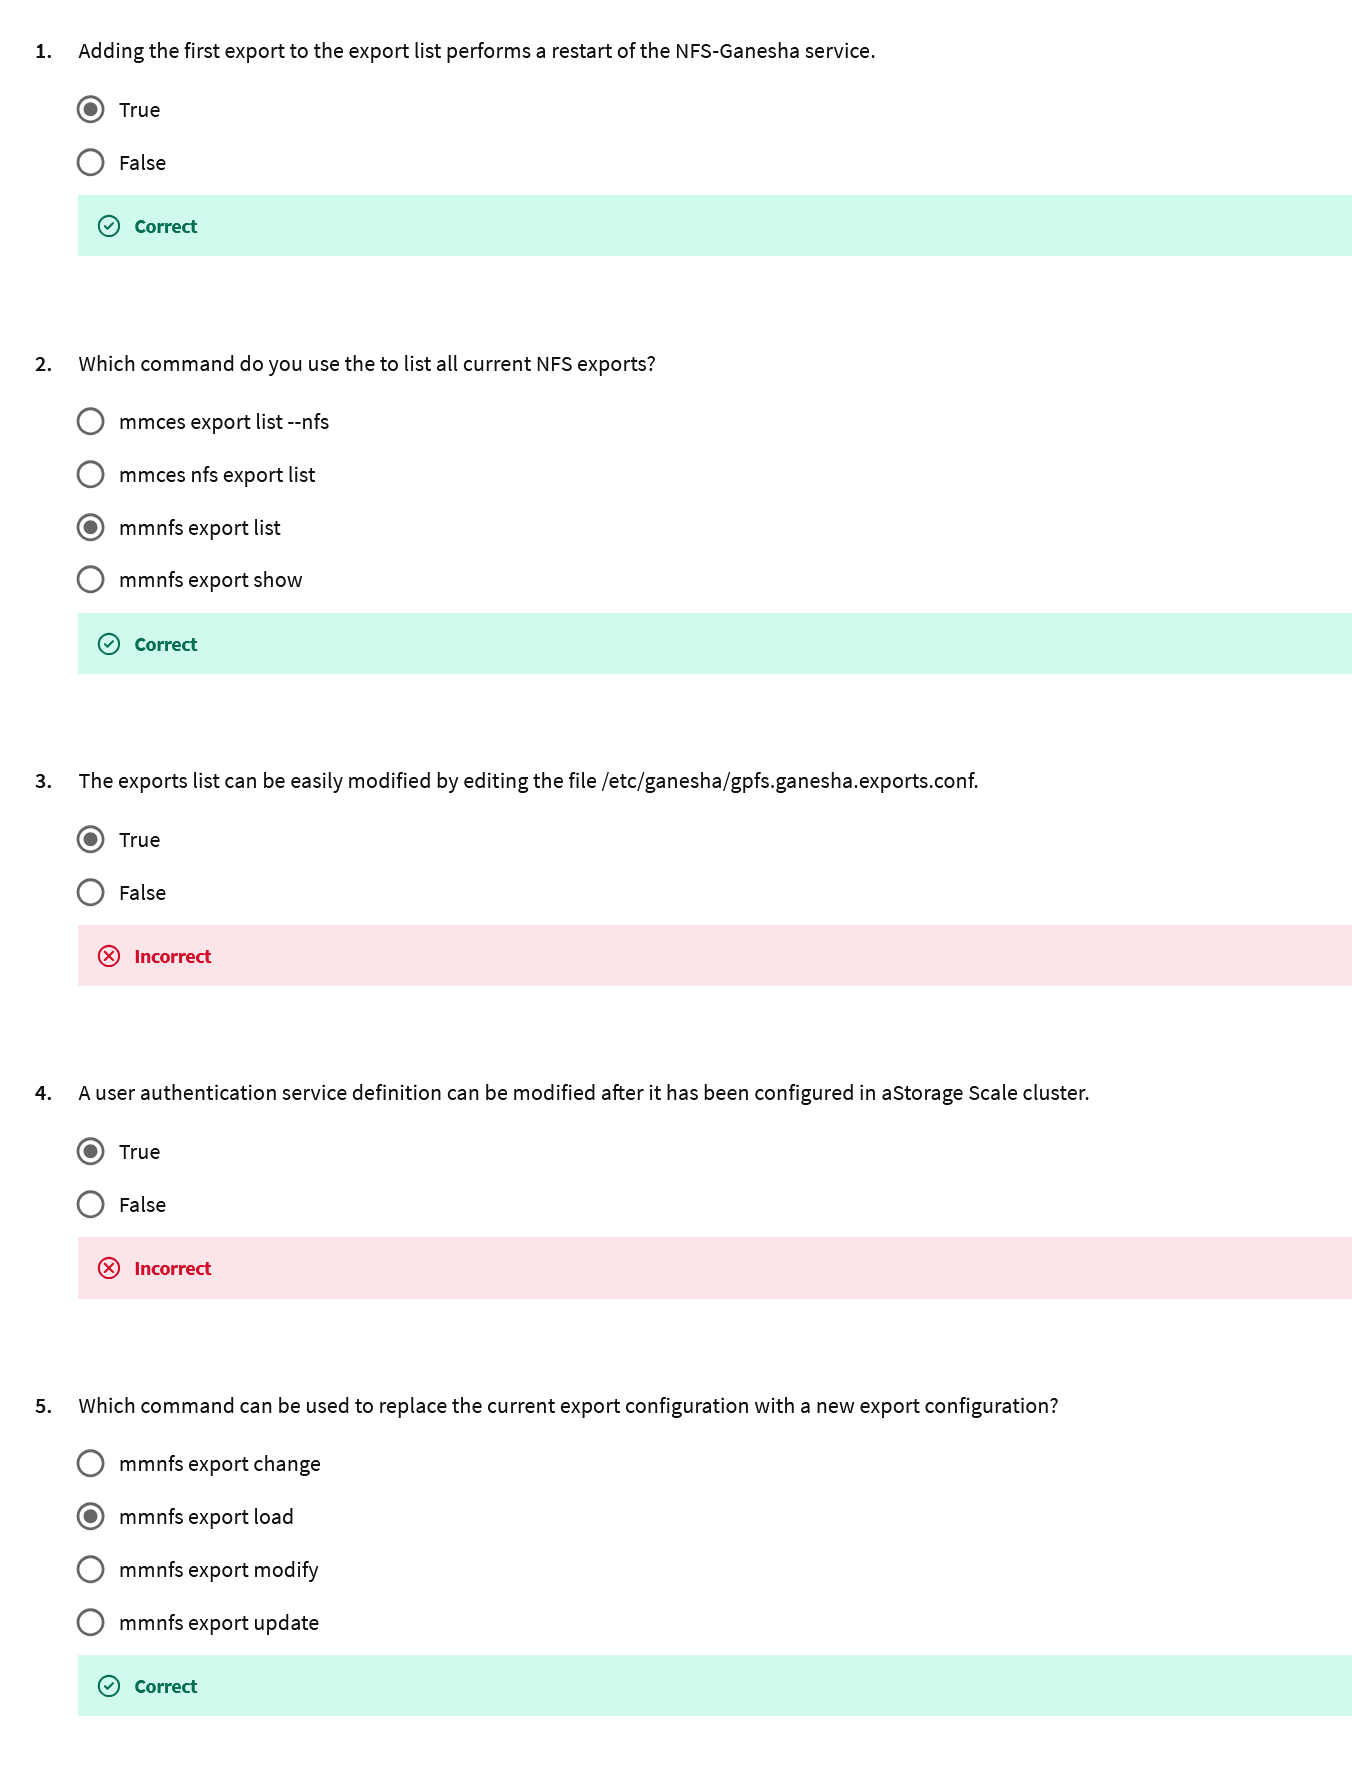 1. Adding the first export to the export list performs a restart of the NFS-Ganesha service.
True
False
Correct
2. Which command do you use the to list all current NFS exports?
mmces export list --nfs
mmces nfs export list
mmnfs export list
mmnfs export show
Correct
3. The exports list can be easily modified by editing the file /etc/ganesha/gpfs.ganesha.exports.conf.
True
False
Incorrect
4. A user authentication service definition can be modified after it has been configured in aStorage Scale cluster.
True
False
Incorrect
5. Which command can be used to replace the current export configuration with a new export configuration?
mmnfs export change
mmnfs export load
mmnfs export modify
mmnfs export update
Correct